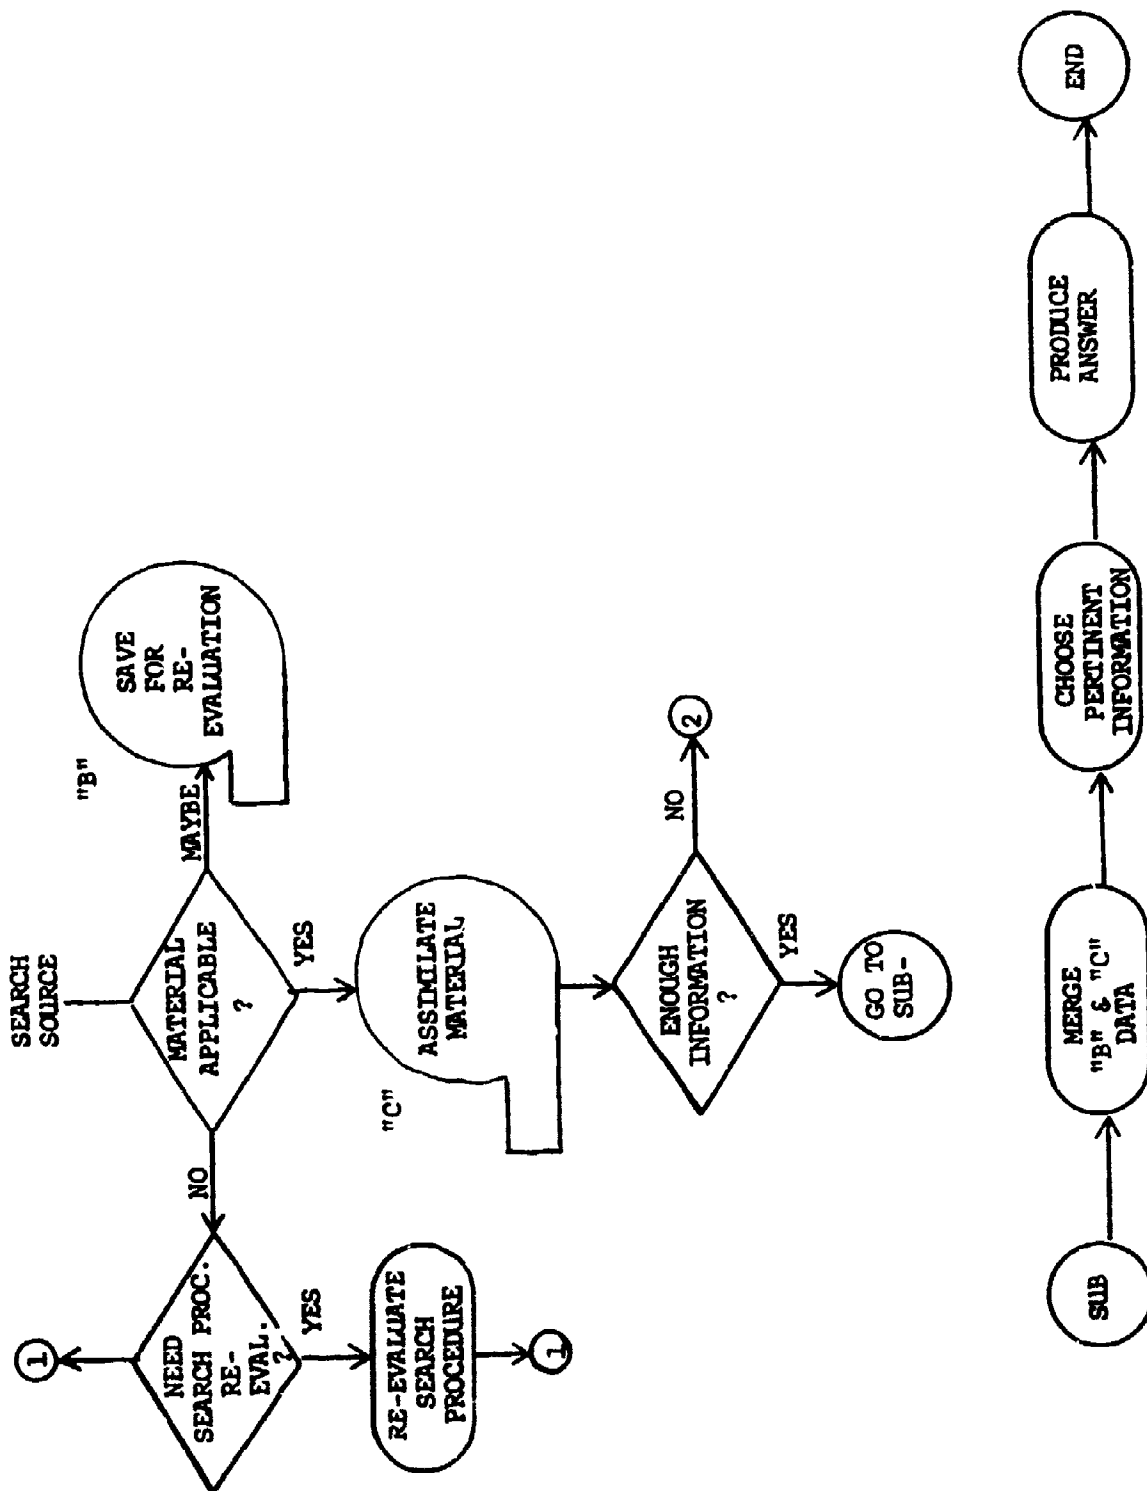 SEARCH
SOURCE
1
NEED
SEARCH PROC.
RE-
EVAL.
?
NO
MATERIAL
APPLICABLE
?
MAYBE
"B"
SAVE
FOR
RE-
EVALUATION
YES
RE-EVALUATE
SEARCH
PROCEDURE
1
YES
"C"
ASSIMILATE
MATERIAL
ENOUGH
INFORMATION
?
NO
2
YES
GO TO
SUB-
SUB
MERGE
"B" & "C"
DATA
CHOOSE
PERTINENT
INFORMATION
PRODUCE
ANSWER
END